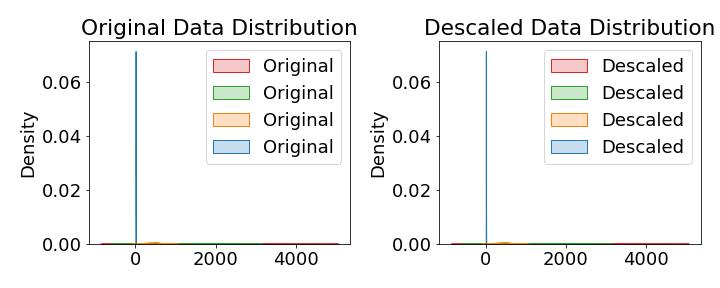 Original Data Distribution
Density
0.06
0.04
0.02
0.00
0
2000
4000
Original
Original
Original
Original
Descaled Data Distribution
Density
0.06
0.04
0.02
0.00
0
2000
4000
Descaled
Descaled
Descaled
Descaled